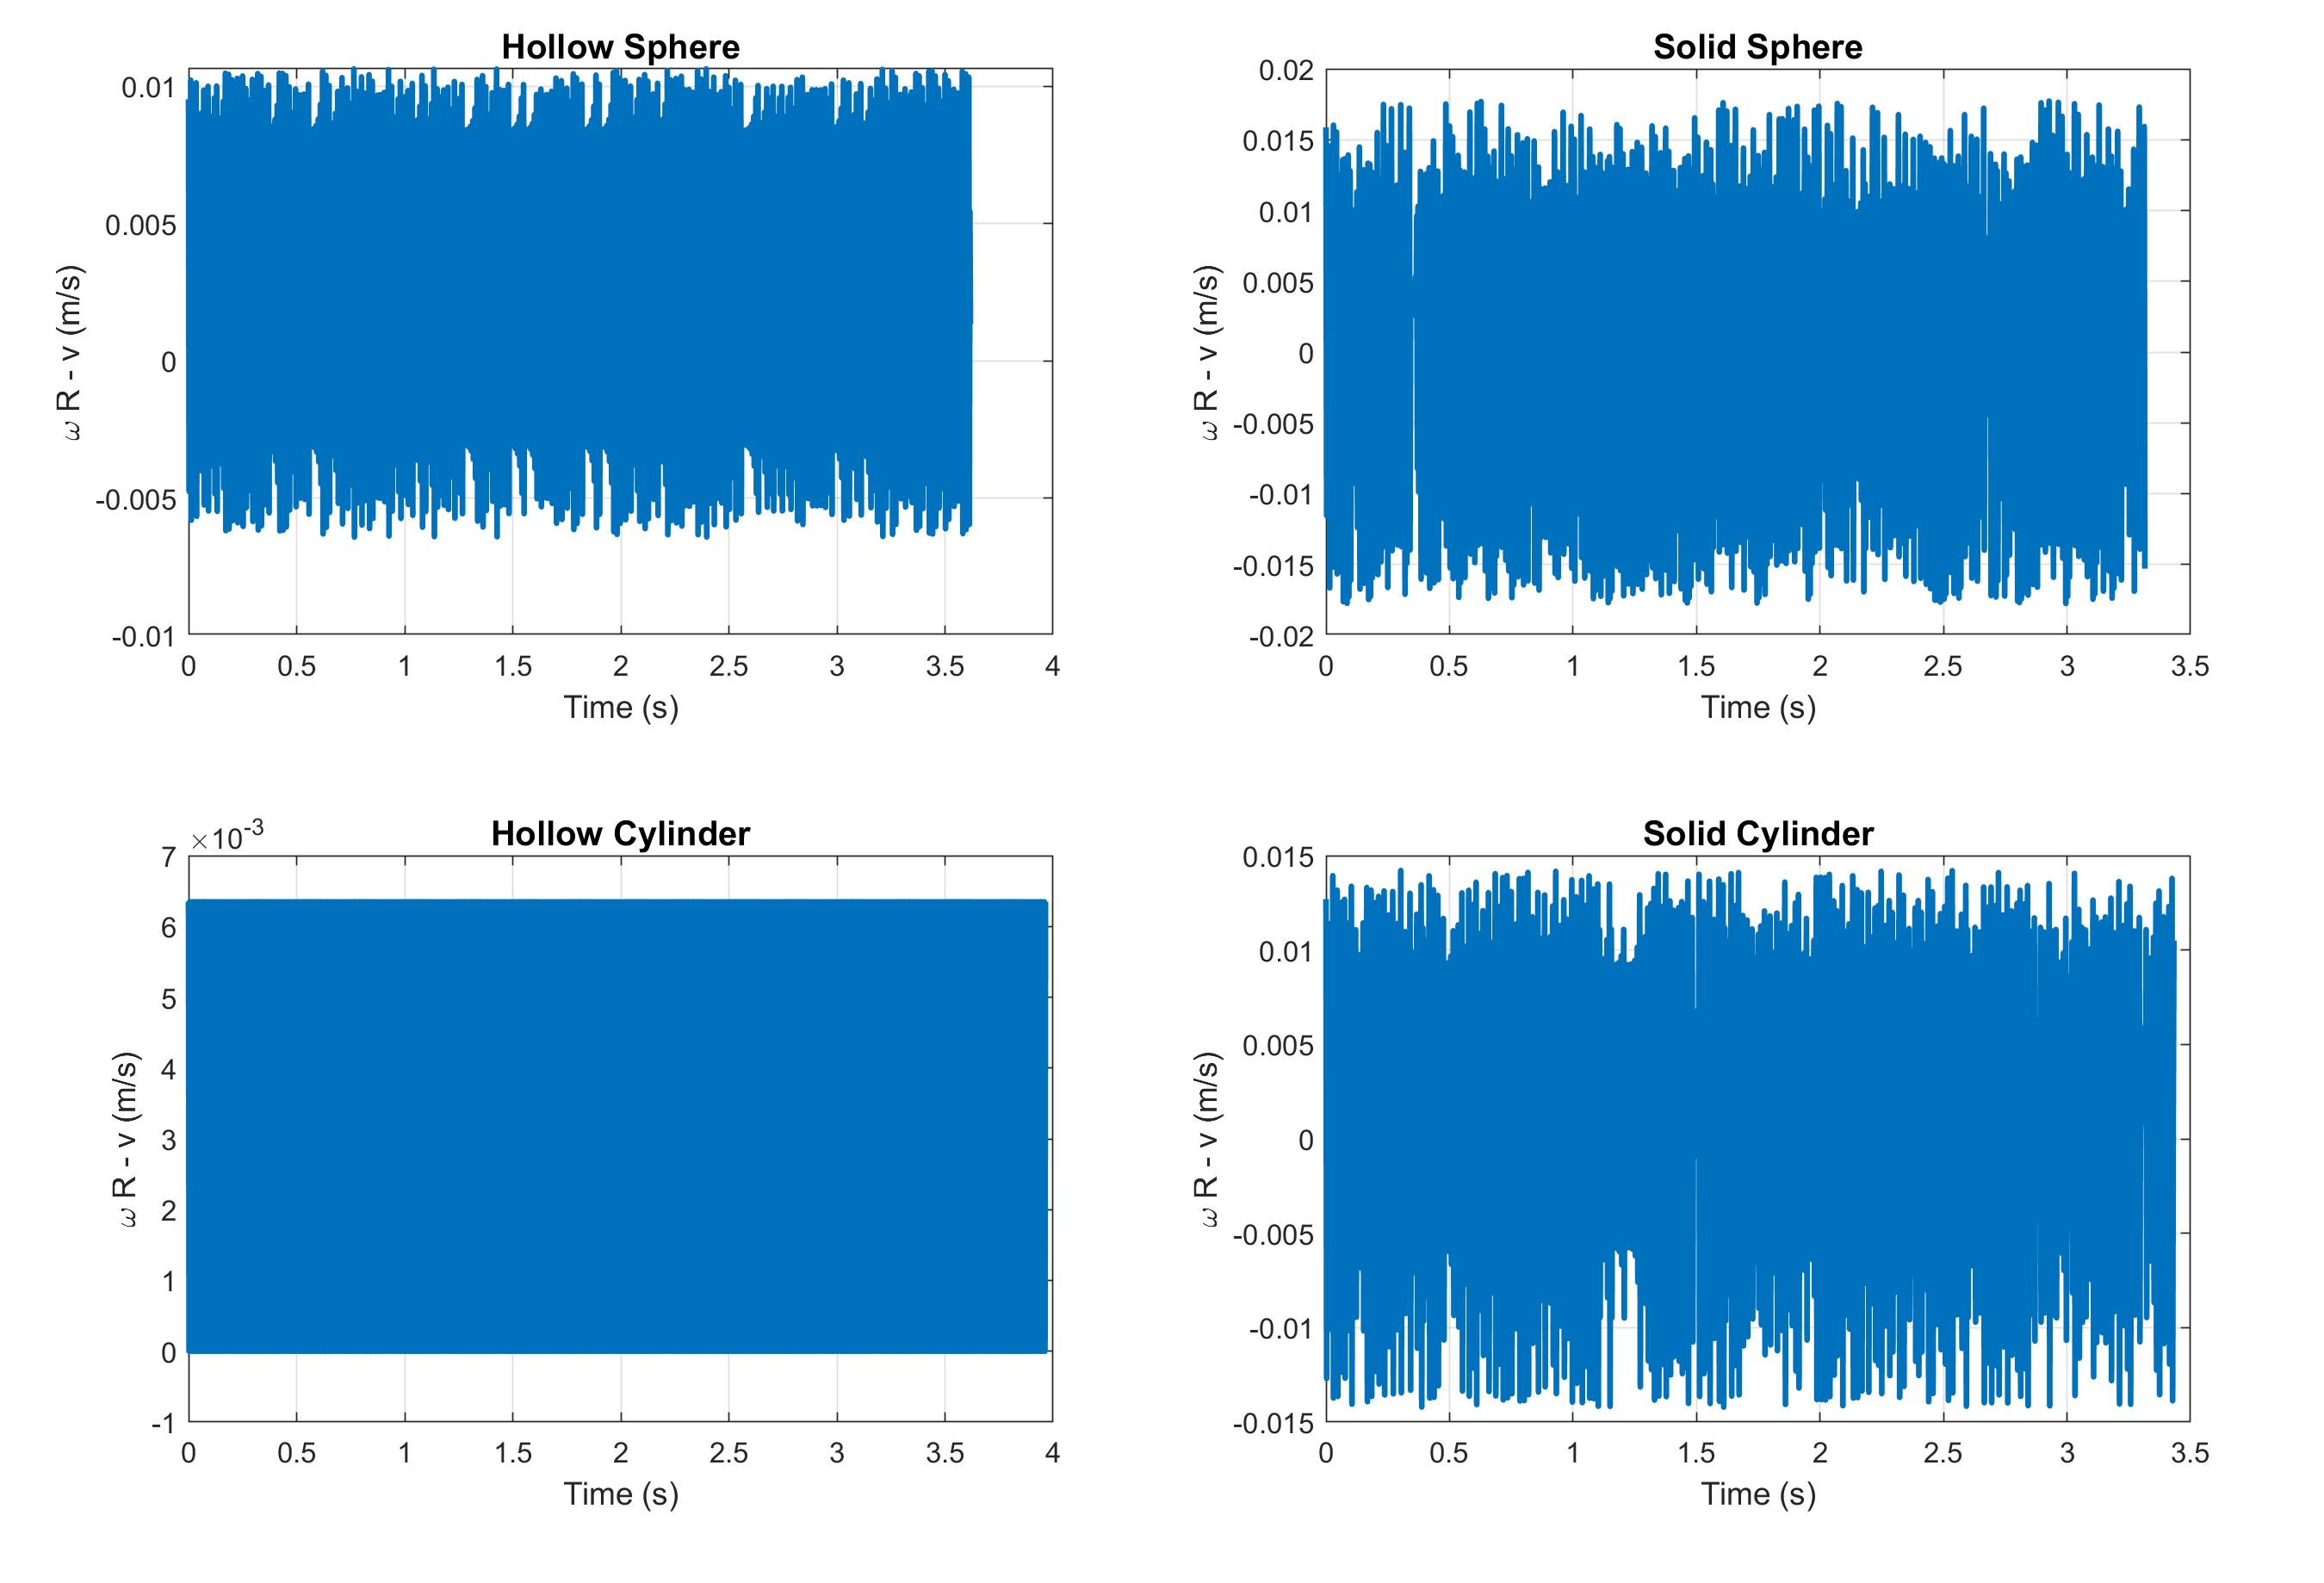 Hollow Sphere
0.01
0.005
0
-0.005
-0.01
ω R - v (m/s)
0 0.5 1 1.5 2 2.5 3 3.5 4
Time (s)
Solid Sphere
0.02
0.015
0.01
0.005
0
-0.005
-0.01
-0.015
-0.02
ω R - v (m/s)
0 0.5 1 1.5 2 2.5 3 3.5
Time (s)
Hollow Cylinder
×10-3
7
6
5
4
3
2
1
0
-1
ω R - v (m/s)
0 0.5 1 1.5 2 2.5 3 3.5 4
Time (s)
Solid Cylinder
0.015
0.01
0.005
0
-0.005
-0.01
-0.015
ω R - v (m/s)
0 0.5 1 1.5 2 2.5 3 3.5
Time (s)